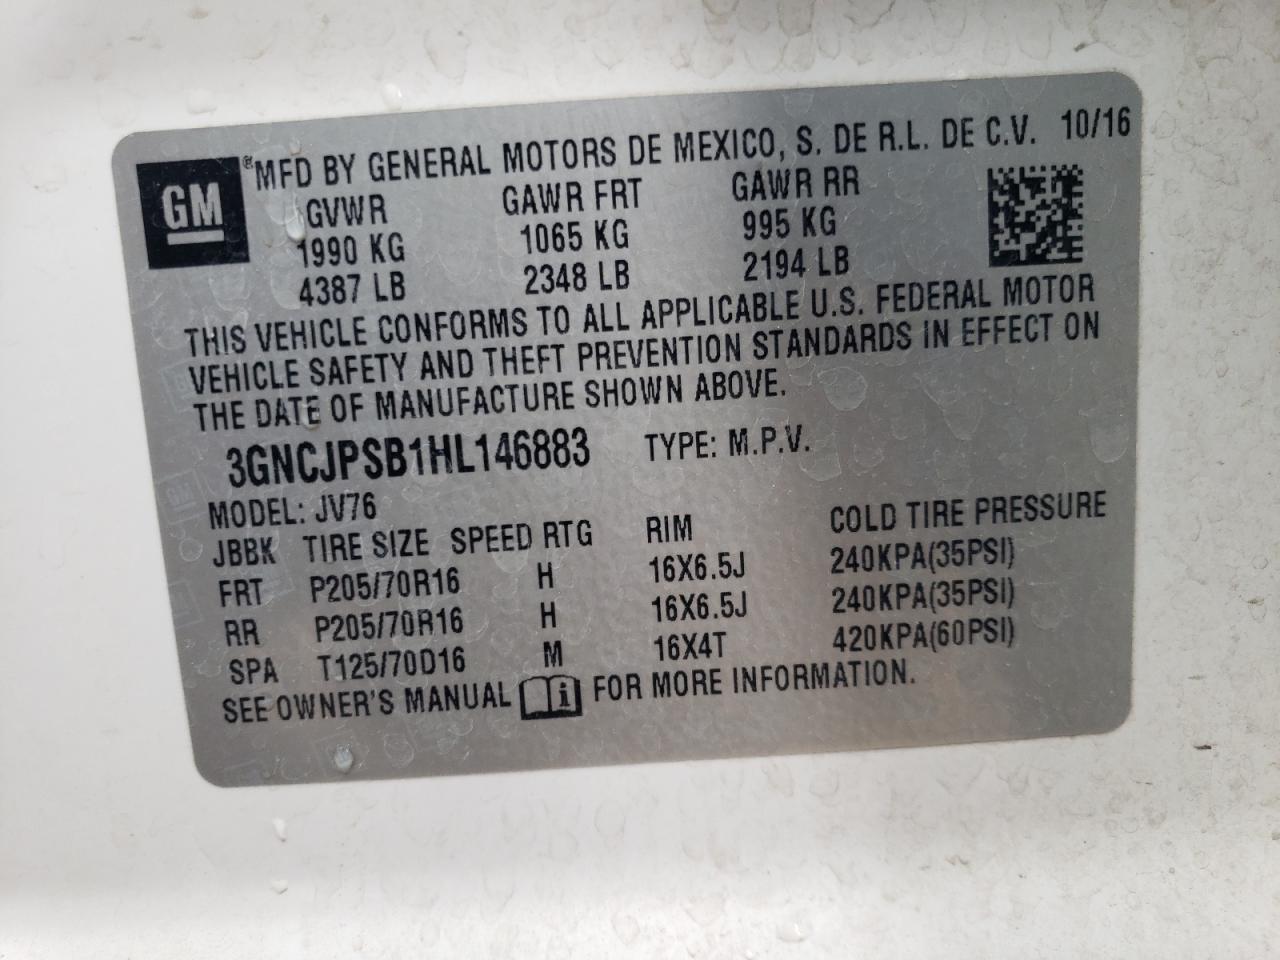 GM ® MFD BY GENERAL MOTORS DE MEXICO, S. DE R.L. DE C.V. 10/16
GVWR GAWR FRT GAWR RR
1990 KG 1065 KG 995 KG
4387 LB 2348 LB 2194 LB
THIS VEHICLE CONFORMS TO ALL APPLICABLE U.S. FEDERAL MOTOR
VEHICLE SAFETY AND THEFT PREVENTION STANDARDS IN EFFECT ON
THE DATE OF MANUFACTURE SHOWN ABOVE.
3GNCJPSB1HL146883 TYPE: M.P.V.
MODEL: JV76
JBBK TIRE SIZE SPEED RTG RIM COLD TIRE PRESSURE
FRT P205/70R16 H 16X6.5J 240KPA(35PSI)
RR P205/70R16 H 16X6.5J 240KPA(35PSI)
SPA T125/70D16 M 16X4T 420KPA(60PSI)
SEE OWNER'S MANUAL i FOR MORE INFORMATION.